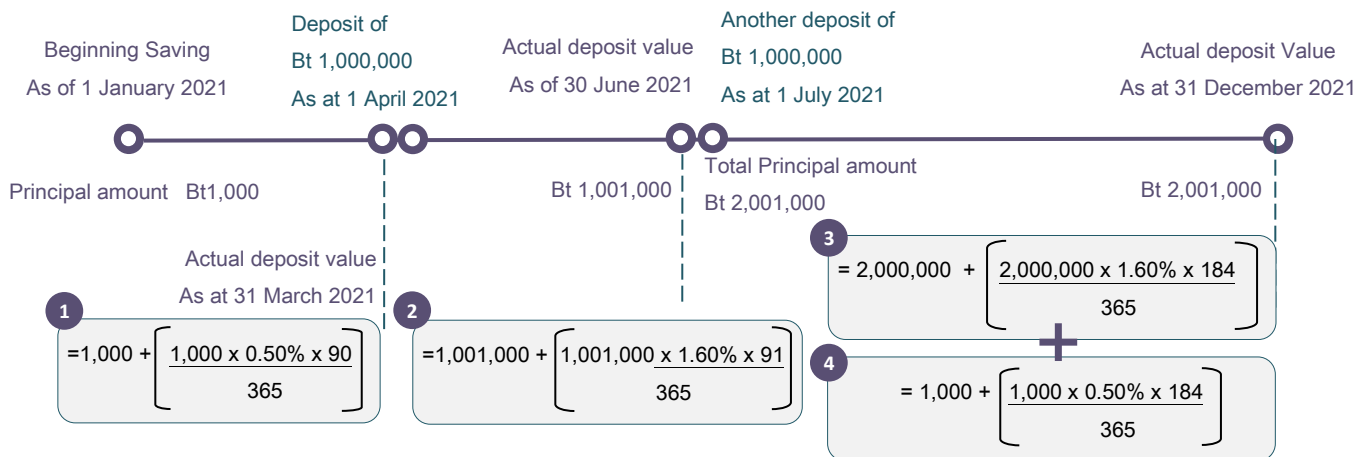 Beginning Saving
As of 1 January 2021
Deposit of
Bt 1,000,000
As at 1 April 2021
Actual deposit value
As of 30 June 2021
Another deposit of
Bt 1,000,000
As at 1 July 2021
Actual deposit Value
As at 31 December 2021
Principal amount Bt1,000
Bt 1,001,000
Total Principal amount
Bt 2,001,000
Bt 2,001,000
Actual deposit value
As at 31 March 2021
1
=1,000 + [ 1,000 x 0.50% x 90 ]
365
2
=1,001,000 + [ 1,001,000 x 1.60% x 91 ]
365
3
= 2,000,000 + [ 2,000,000 x 1.60% x 184 ]
365
+
4
= 1,000 + [ 1,000 x 0.50% x 184 ]
365